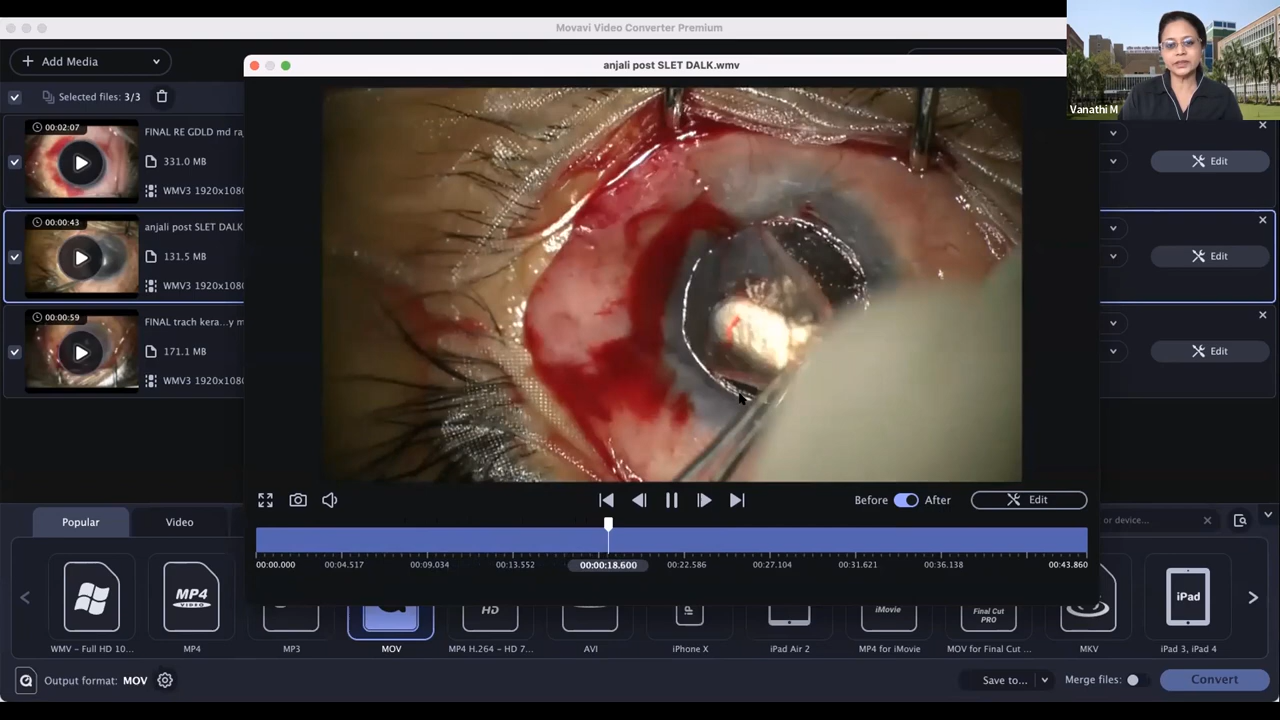 Movavi Video Converter Premium
Add Media
anjali post SLET DALK.wmv
Vanathi M
Selected files: 3/3
00:02:07
FINAL RE GDLD md ra
331.0 MB
WMV3 1920x108
Edit
00:00:43
anjali post SLET DALK
131.5 MB
WMV3 1920x108
Edit
00:00:59
FINAL trach kera...y m
171.1 MB
WMV3 1920x108
Edit
Before After Edit
00:00.000 00:04.517 00:09.034 00:13.552 00:00:18.600 00:22.586 00:27.104 00:31.621 00:36.138 00:43.860
Popular Video
or device...
MP4 VIDEO HD iMovie Final Cut PRO iPad
WMV – Full HD 10... MP4 MP3 MOV MP4 H.264 – HD 7... AVI iPhone X iPad Air 2 MP4 for iMovie MOV for Final Cut ... MKV iPad 3, iPad 4
Output format: MOV Save to... Merge files: Convert